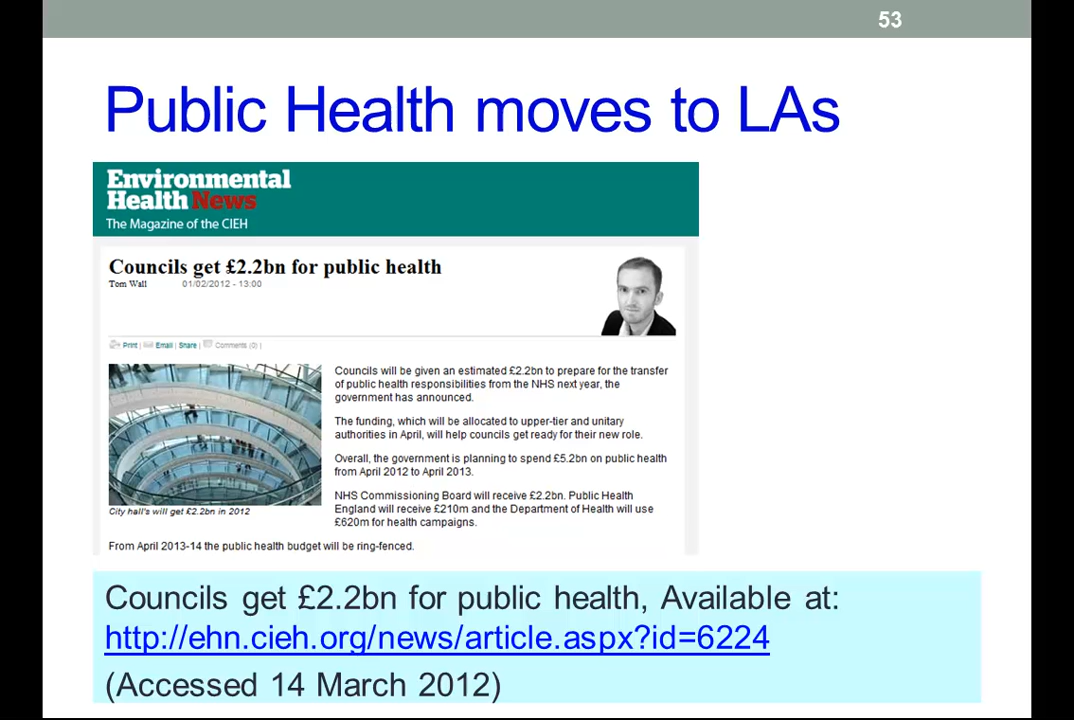 53
Public Health moves to LAs
Environmental
Health News
The Magazine of the CIEH
Councils get £2.2bn for public health
Tom Wall 01/02/2012 - 13:00
Print | Email | Share | Comments (0) |
Councils will be given an estimated £2.2bn to prepare for the transfer
of public health responsibilities from the NHS next year, the
government has announced.
The funding, which will be allocated to upper-tier and unitary
authorities in April, will help councils get ready for their new role.
Overall, the government is planning to spend £5.2bn on public health
from April 2012 to April 2013.
NHS Commissioning Board will receive £2.2bn. Public Health
England will receive £210m and the Department of Health will use
£620m for health campaigns.
City hall's will get £2.2bn in 2012
From April 2013-14 the public health budget will be ring-fenced.
Councils get £2.2bn for public health, Available at:
http://ehn.cieh.org/news/article.aspx?id=6224
(Accessed 14 March 2012)